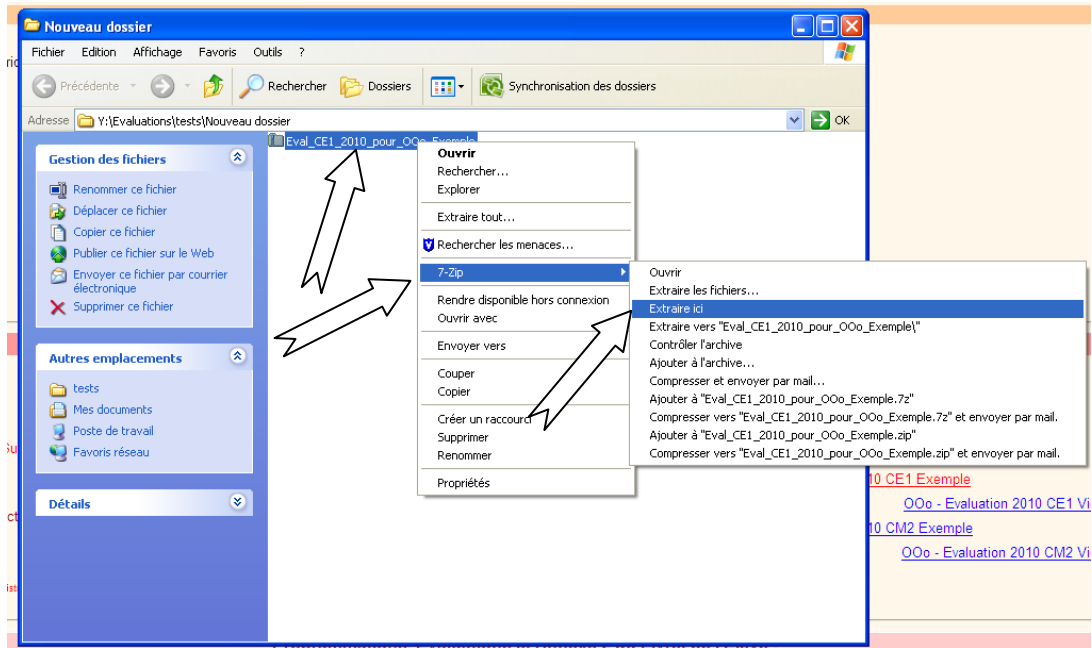 Nouveau dossier
Fichier Edition Affichage Favoris Outils ?
Précédente Rechercher Dossiers Synchronisation des dossiers
Adresse Y:\Evaluations\tests\Nouveau dossier OK
Gestion des fichiers
Renommer ce fichier
Déplacer ce fichier
Copier ce fichier
Publier ce fichier sur le Web
Envoyer ce fichier par courrier
électronique
Supprimer ce fichier
Autres emplacements
tests
Mes documents
Poste de travail
Favoris réseau
Détails
Eval_CE1_2010_pour_OOo_Exemple
Ouvrir
Rechercher...
Explorer
Extraire tout...
Rechercher les menaces...
7-Zip
Rendre disponible hors connexion
Ouvrir avec
Envoyer vers
Couper
Copier
Créer un raccourci
Supprimer
Renommer
Propriétés
Ouvrir
Extraire les fichiers...
Extraire ici
Extraire vers "Eval_CE1_2010_pour_OOo_Exemple\"
Contrôler l'archive
Ajouter à l'archive...
Compresser et envoyer par mail...
Ajouter à "Eval_CE1_2010_pour_OOo_Exemple.7z"
Compresser vers "Eval_CE1_2010_pour_OOo_Exemple.7z" et envoyer par mail.
Ajouter à "Eval_CE1_2010_pour_OOo_Exemple.zip"
Compresser vers "Eval_CE1_2010_pour_OOo_Exemple.zip" et envoyer par mail.
10 CE1 Exemple
OOo - Evaluation 2010 CE1 Vi
10 CM2 Exemple
OOo - Evaluation 2010 CM2 Vi